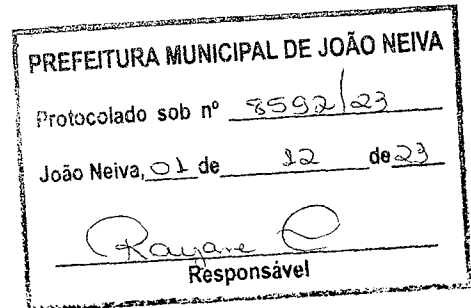 PREFEITURA MUNICIPAL DE JOÃO NEIVA
Protocolado sob nº 8592/23
João Neiva, 01 de 12 de 23
Rayane
Responsável